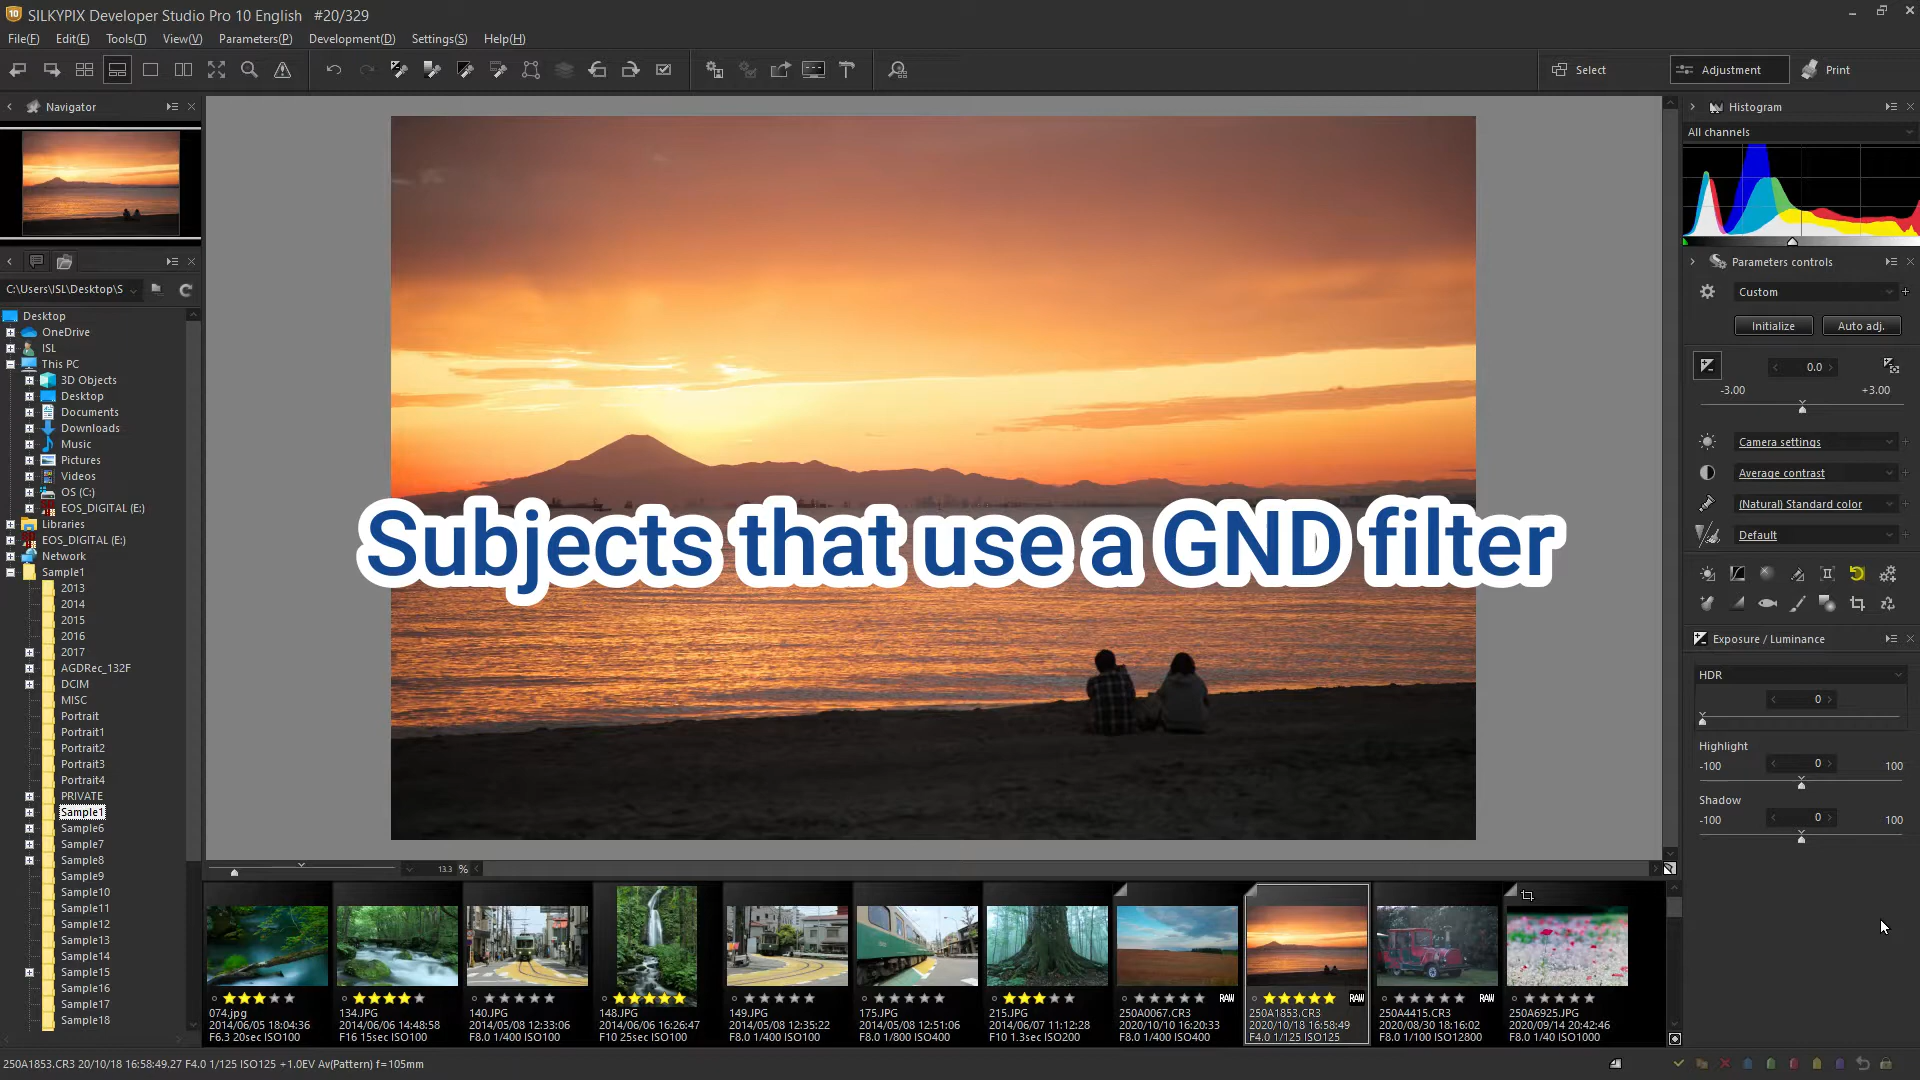 SILKYPIX Developer Studio Pro 10 English   #20/329
File(F) Edit(E) Tools(T) View(V) Parameters(P) Development(D) Settings(S) Help(H)
Select Adjustment Print
Navigator
Histogram
All channels
C:\Users\ISL\Desktop\S
Desktop
OneDrive
ISL
This PC
3D Objects
Desktop
Documents
Downloads
Music
Pictures
Videos
OS (C:)
EOS_DIGITAL (E:)
Libraries
EOS_DIGITAL (E:)
Network
Sample1
2013
2014
2015
2016
2017
AGDRec_132F
DCIM
MISC
Portrait
Portrait1
Portrait2
Portrait3
Portrait4
PRIVATE
Sample1
Sample6
Sample7
Sample8
Sample9
Sample10
Sample11
Sample12
Sample13
Sample14
Sample15
Sample16
Sample17
Sample18
Subjects that use a GND filter
Parameters controls
Custom
Initialize Auto adj.
0.0
-3.00 +3.00
Camera settings
Average contrast
(Natural) Standard color
Default
Exposure / Luminance
HDR
0
Highlight
-100 0 100
Shadow
-100 0 100
13.3 %
074.jpg
2014/06/05 18:04:36
F6.3 20sec ISO100
134.JPG
2014/06/06 14:48:58
F16 15sec ISO100
140.JPG
2014/05/08 12:33:06
F8.0 1/400 ISO100
148.JPG
2014/06/06 16:26:47
F10 25sec ISO100
149.JPG
2014/05/08 12:35:22
F8.0 1/400 ISO100
175.JPG
2014/05/08 12:51:06
F8.0 1/800 ISO400
215.JPG
2014/06/07 11:12:28
F10 1.3sec ISO200
RAW
250A0067.CR3
2020/10/10 16:20:33
F8.0 1/400 ISO400
RAW
250A1853.CR3
2020/10/18 16:58:49
F4.0 1/125 ISO125
RAW
250A4415.CR3
2020/08/30 18:16:02
F8.0 1/100 ISO12800
250A6925.JPG
2020/09/14 20:42:46
F8.0 1/40 ISO1000
250A1853.CR3 20/10/18 16:58:49.27 F4.0 1/125 ISO125 +1.0EV Av(Pattern) f=105mm